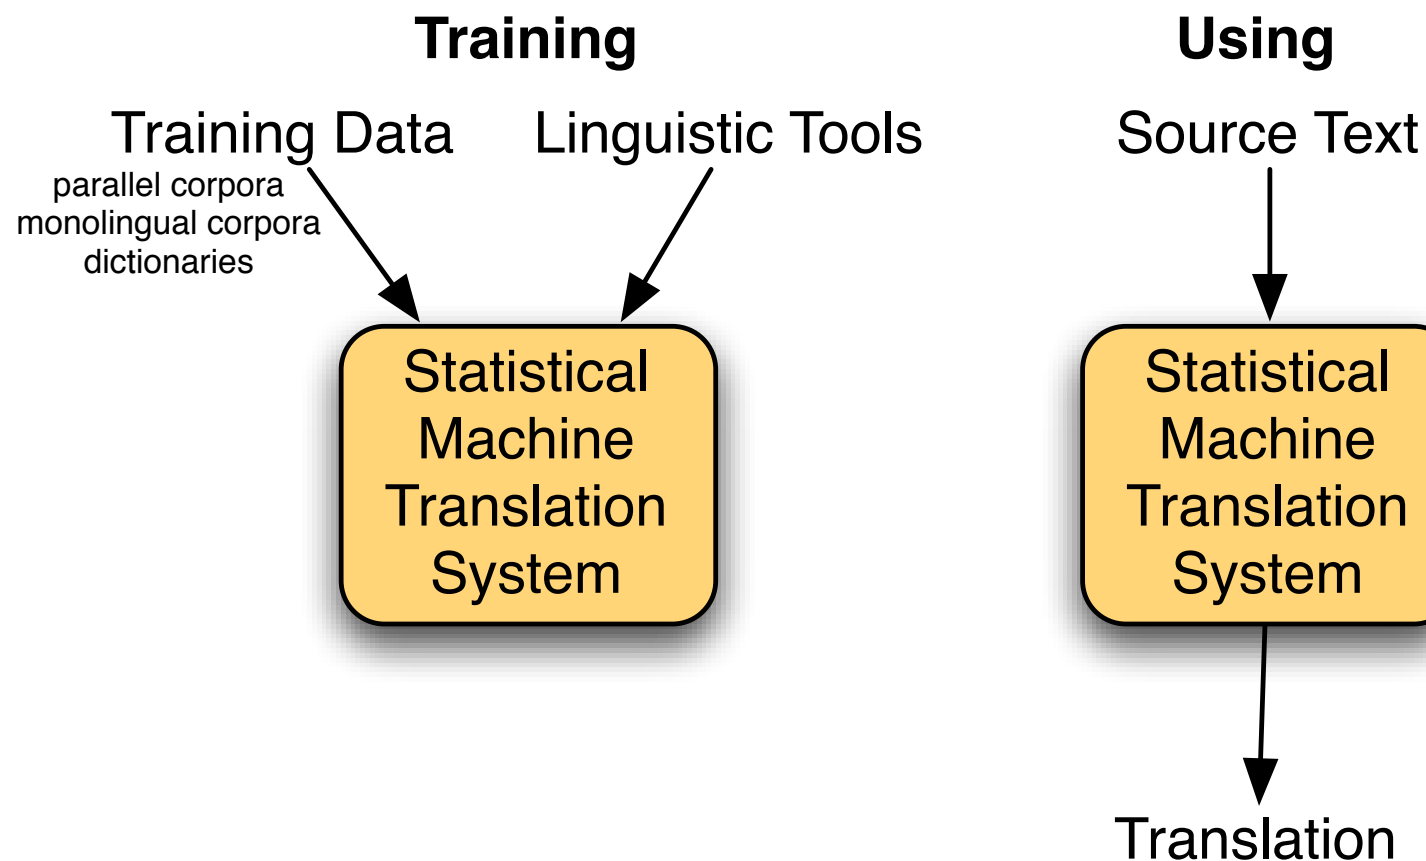 Training
Training Data
Linguistic Tools
parallel corpora
monolingual corpora
dictionaries
Statistical
Machine
Translation
System
Using
Source Text
Statistical
Machine
Translation
System
Translation